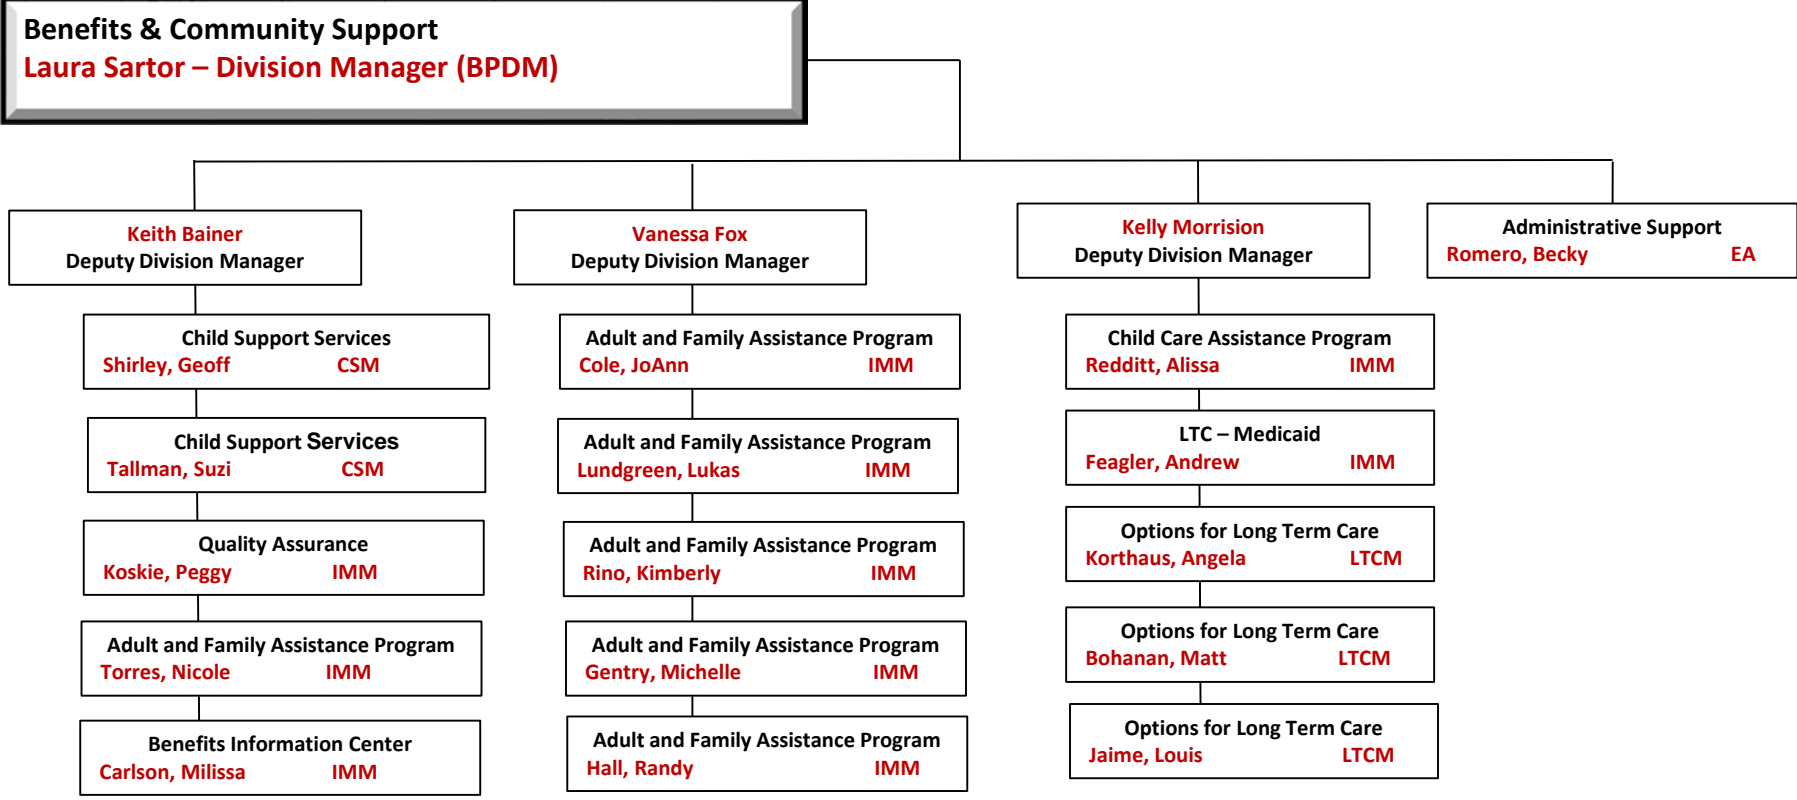 Benefits & Community Support
Laura Sartor – Division Manager (BPDM)
Keith Bainer
Deputy Division Manager
Child Support Services
Shirley, Geoff CSM
Child Support Services
Tallman, Suzi CSM
Quality Assurance
Koskie, Peggy IMM
Adult and Family Assistance Program
Torres, Nicole IMM
Benefits Information Center
Carlson, Milissa IMM
Vanessa Fox
Deputy Division Manager
Adult and Family Assistance Program
Cole, JoAnn IMM
Adult and Family Assistance Program
Lundgreen, Lukas IMM
Adult and Family Assistance Program
Rino, Kimberly IMM
Adult and Family Assistance Program
Gentry, Michelle IMM
Adult and Family Assistance Program
Hall, Randy IMM
Kelly Morrision
Deputy Division Manager
Child Care Assistance Program
Redditt, Alissa IMM
LTC – Medicaid
Feagler, Andrew IMM
Options for Long Term Care
Korthaus, Angela LTCM
Options for Long Term Care
Bohanan, Matt LTCM
Options for Long Term Care
Jaime, Louis LTCM
Administrative Support
Romero, Becky EA